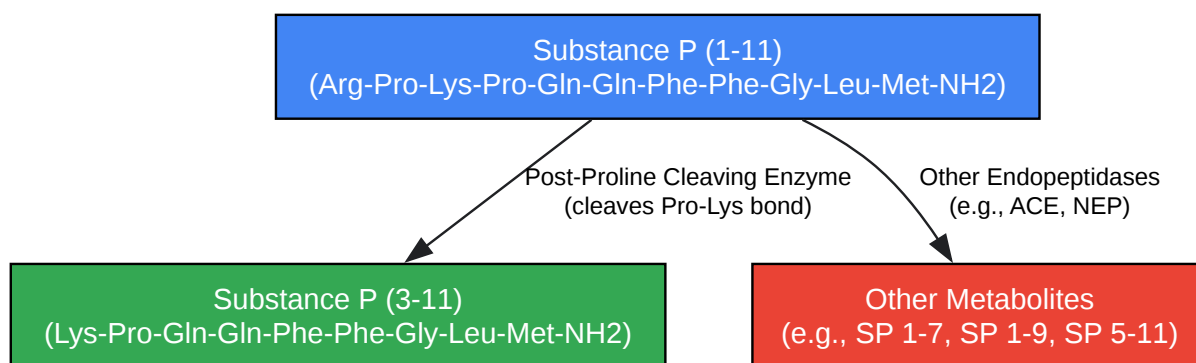 Substance P (1-11)
(Arg-Pro-Lys-Pro-Gln-Gln-Phe-Phe-Gly-Leu-Met-NH2)
Post-Proline Cleaving Enzyme
(cleaves Pro-Lys bond)
Other Endopeptidases
(e.g., ACE, NEP)
Substance P (3-11)
(Lys-Pro-Gln-Gln-Phe-Phe-Gly-Leu-Met-NH2)
Other Metabolites
(e.g., SP 1-7, SP 1-9, SP 5-11)